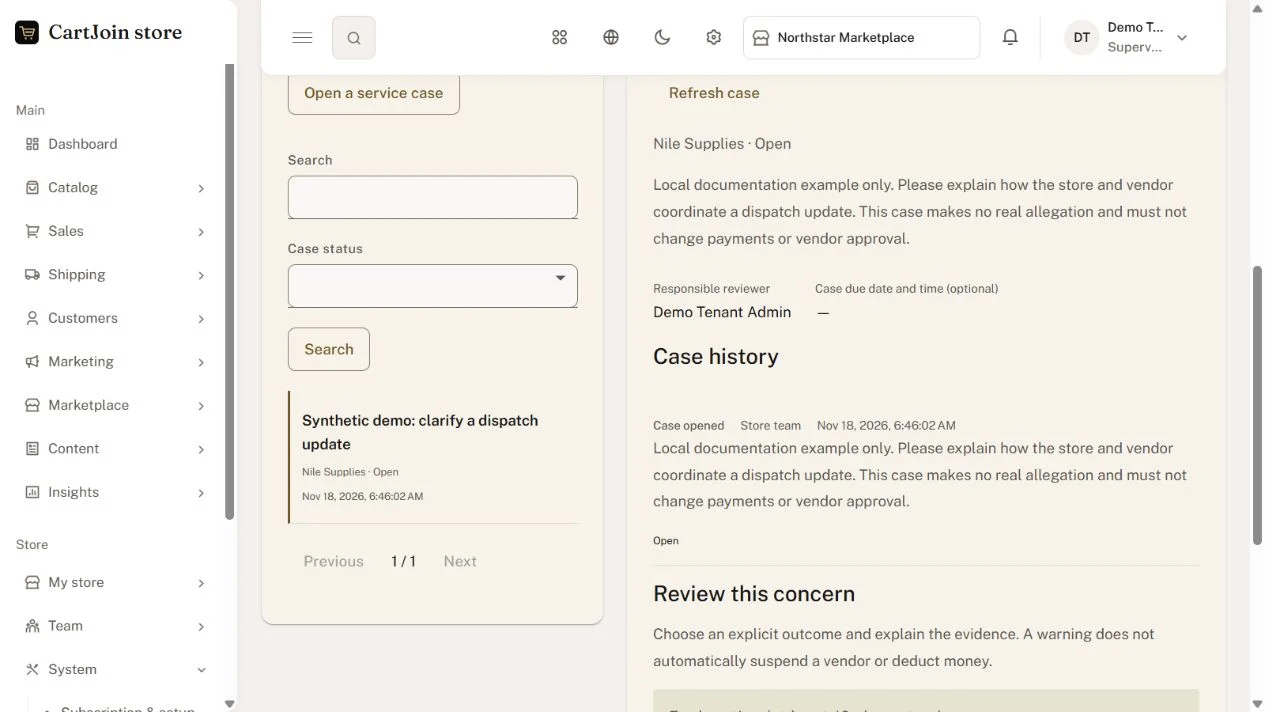 CartJoin store
Main
Dashboard
Catalog
Sales
Shipping
Customers
Marketing
Marketplace
Content
Insights
Store
My store
Team
System
Subscription & setup
Northstar Marketplace
DT
Demo T...
Superv...
Open a service case
Search
Case status
Search
Synthetic demo: clarify a dispatch
update
Nile Supplies · Open
Nov 18, 2026, 6:46:02 AM
Previous
1 / 1
Next
Refresh case
Nile Supplies · Open
Local documentation example only. Please explain how the store and vendor
coordinate a dispatch update. This case makes no real allegation and must not
change payments or vendor approval.
Responsible reviewer
Case due date and time (optional)
Demo Tenant Admin
—
Case history
Case opened Store team Nov 18, 2026, 6:46:02 AM
Local documentation example only. Please explain how the store and vendor
coordinate a dispatch update. This case makes no real allegation and must not
change payments or vendor approval.
Open
Review this concern
Choose an explicit outcome and explain the evidence. A warning does not
automatically suspend a vendor or deduct money.